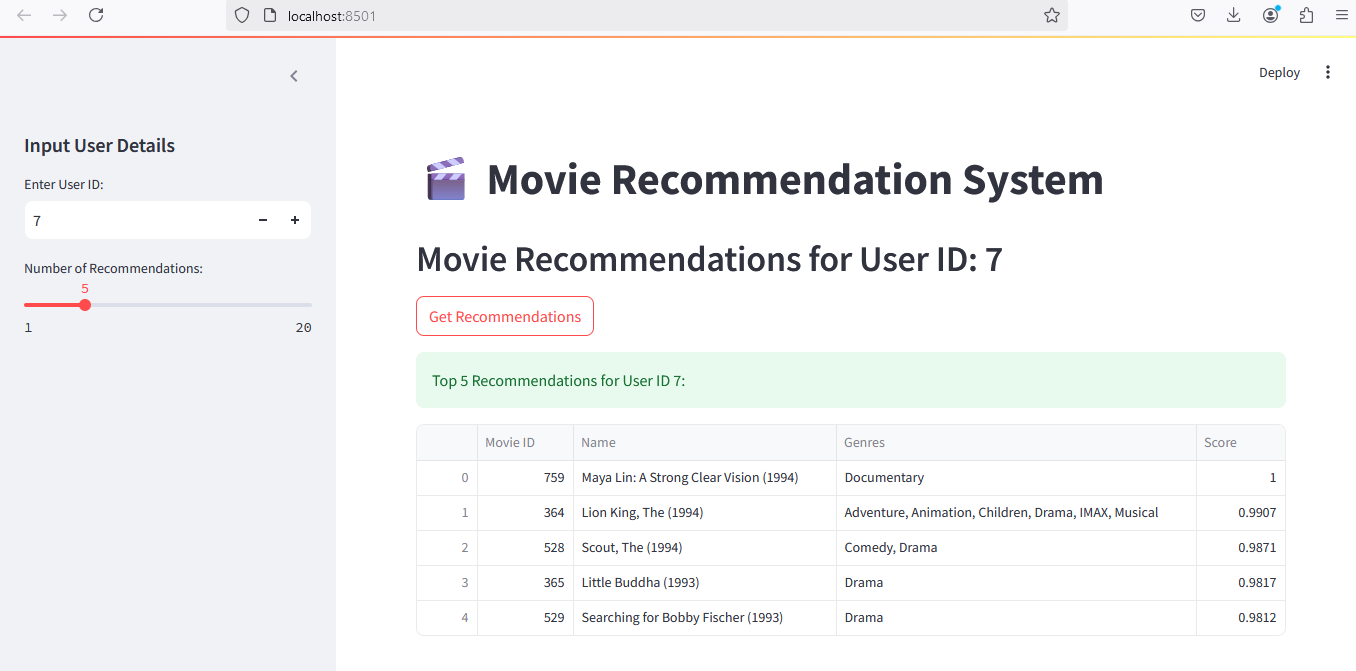 localhost:8501
Deploy
Input User Details
Enter User ID:
7
Number of Recommendations:
5
1 20
Movie Recommendation System
Movie Recommendations for User ID: 7
Get Recommendations
Top 5 Recommendations for User ID 7:
Movie ID Name Genres Score
0 759 Maya Lin: A Strong Clear Vision (1994) Documentary 1
1 364 Lion King, The (1994) Adventure, Animation, Children, Drama, IMAX, Musical 0.9907
2 528 Scout, The (1994) Comedy, Drama 0.9871
3 365 Little Buddha (1993) Drama 0.9817
4 529 Searching for Bobby Fischer (1993) Drama 0.9812